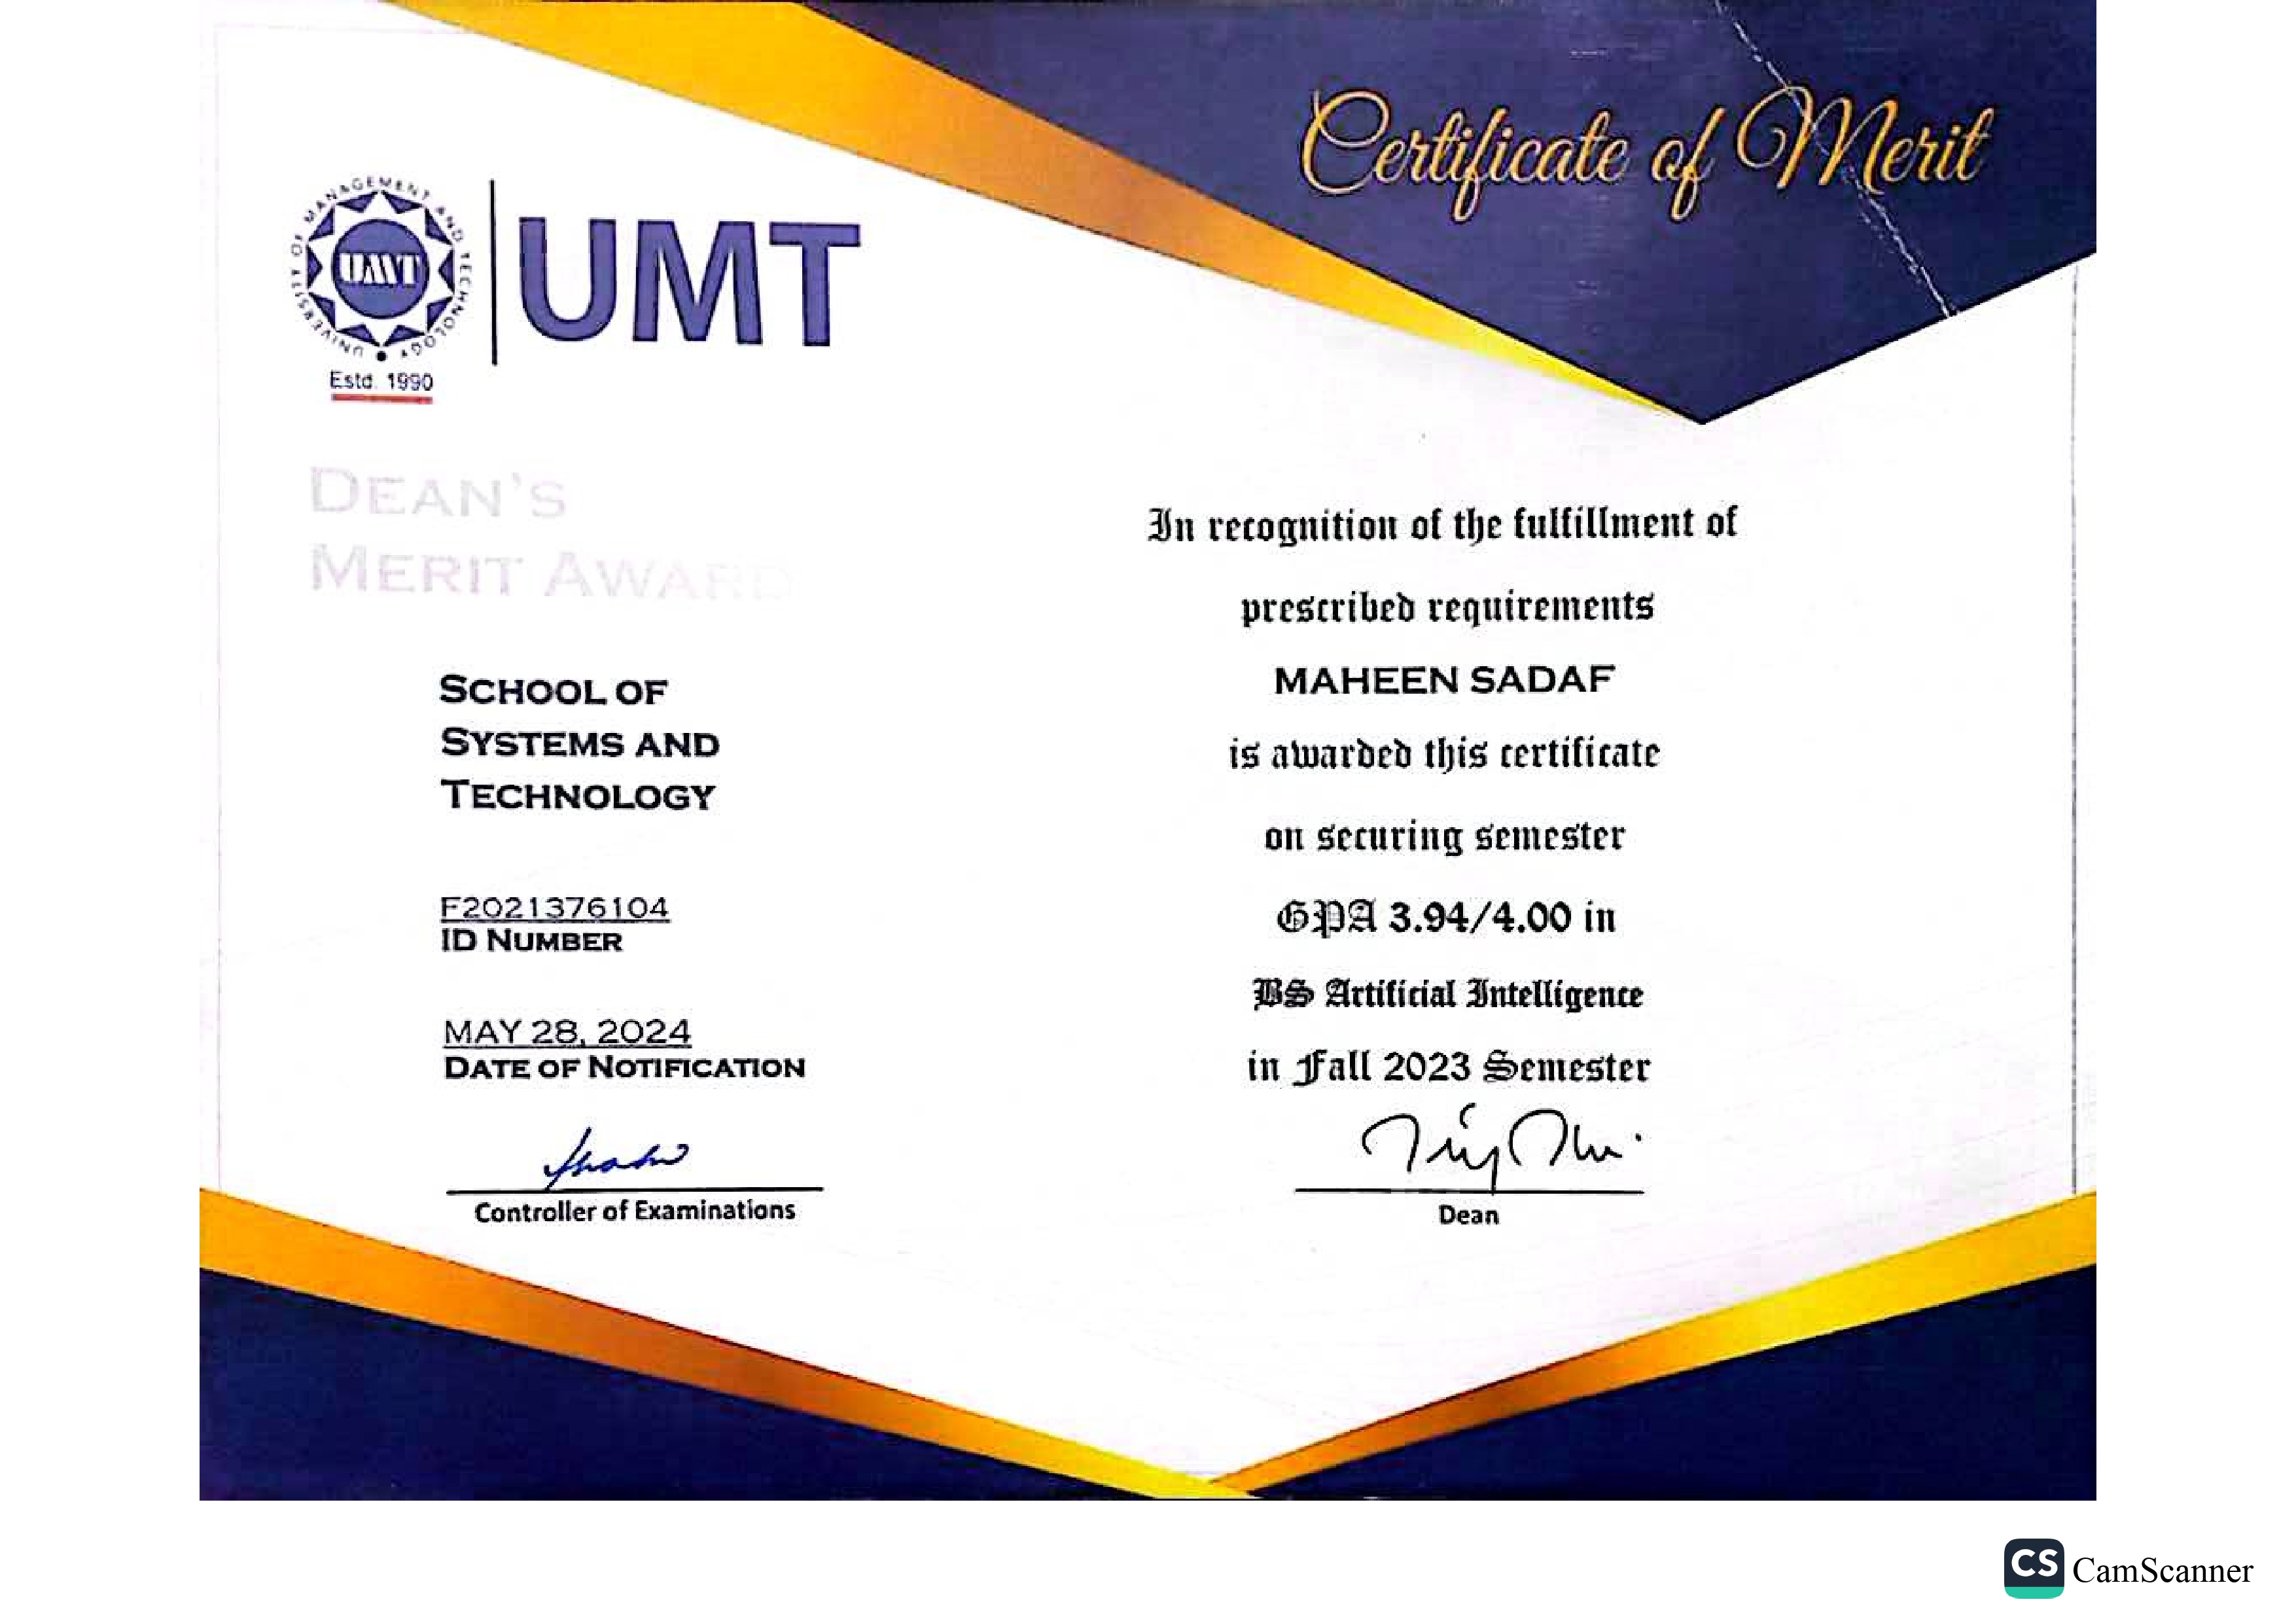 Certificate of Merit
UNIVERSITY OF MANAGEMENT AND TECHNOLOGY
UMT
UMT
Estd. 1990
DEAN'S
MERIT AWARD
SCHOOL OF
SYSTEMS AND
TECHNOLOGY
F2021376104
ID NUMBER
MAY 28, 2024
DATE OF NOTIFICATION
Controller of Examinations
In recognition of the fulfillment of
prescribed requirements
MAHEEN SADAF
is awarded this certificate
on securing semester
GPA 3.94/4.00 in
BS Artificial Intelligence
in Fall 2023 Semester
Dean
CS CamScanner